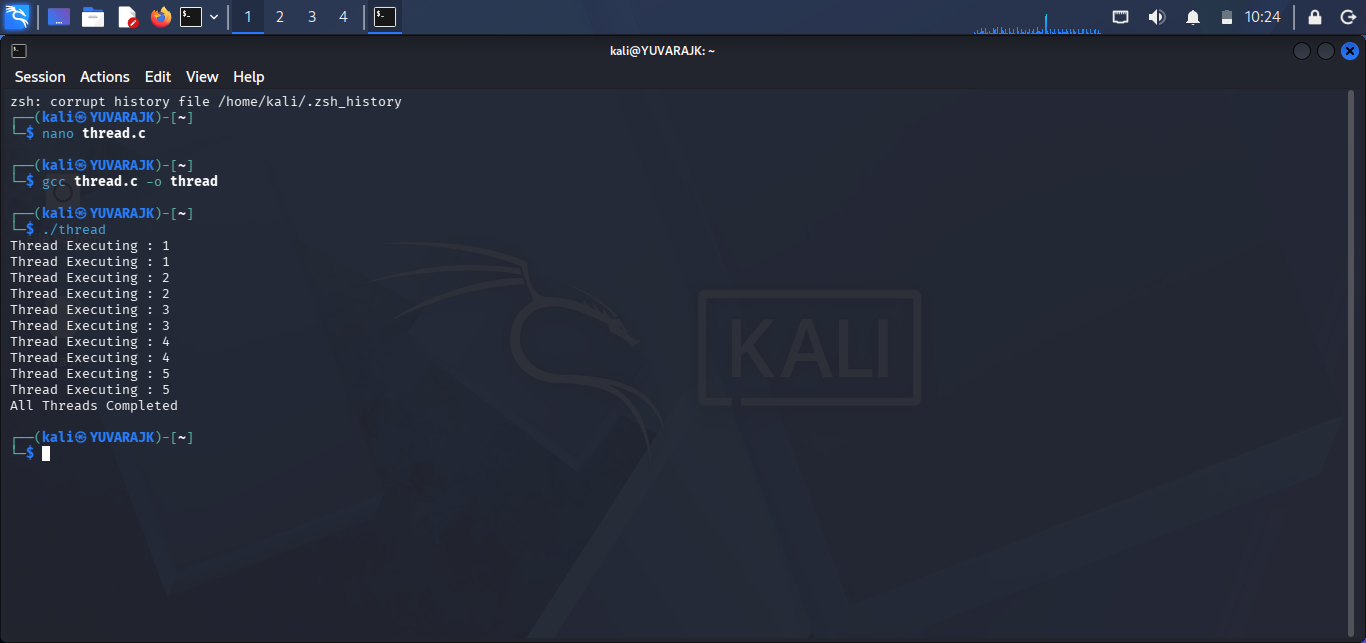 1 2 3 4 10:24
kali@YUVARAJK: ~
Session Actions Edit View Help
zsh: corrupt history file /home/kali/.zsh_history
┌──(kali㉿YUVARAJK)-[~]
└─$ nano thread.c
┌──(kali㉿YUVARAJK)-[~]
└─$ gcc thread.c -o thread
┌──(kali㉿YUVARAJK)-[~]
└─$ ./thread
Thread Executing : 1
Thread Executing : 1
Thread Executing : 2
Thread Executing : 2
Thread Executing : 3
Thread Executing : 3
Thread Executing : 4
Thread Executing : 4
Thread Executing : 5
Thread Executing : 5
All Threads Completed
┌──(kali㉿YUVARAJK)-[~]
└─$
KALI